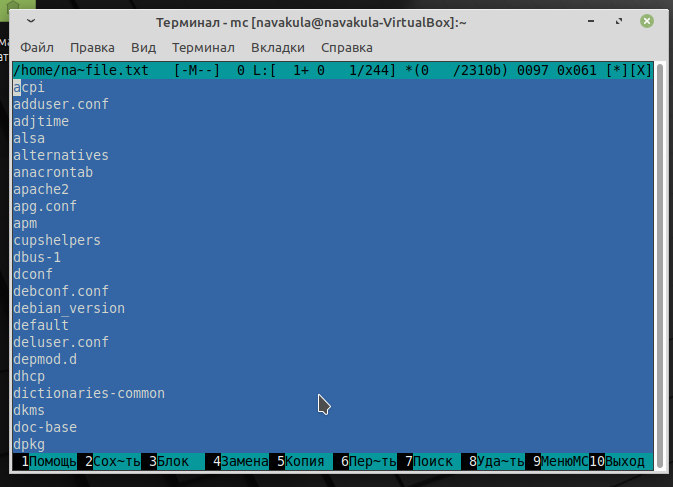 Терминал - mc [navakula@navakula-VirtualBox]:~
Файл Правка Вид Терминал Вкладки Справка
/home/na~file.txt [-M--] 0 L:[ 1+ 0 1/244] *(0 /2310b) 0097 0x061 [*][X]
acpi
adduser.conf
adjtime
alsa
alternatives
anacrontab
apache2
apg.conf
apm
cupshelpers
dbus-1
dconf
debconf.conf
debian_version
default
deluser.conf
depmod.d
dhcp
dictionaries-common
dkms
doc-base
dpkg
1Помощь 2Сох~ть 3Блок 4Замена 5Копия 6Пер~ть 7Поиск 8Уда~ть 9МенюMC 10Выход